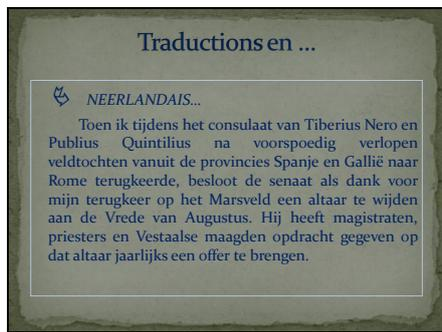 Traductions en ...
NEERLANDAIS...
Toen ik tijdens het consulaat van Tiberius Nero en
Publius Quintilius na voorspoedig verlopen
veldtochten vanuit de provincies Spanje en Gallië naar
Rome terugkeerde, besloot de senaat als dank voor
mijn terugkeer op het Marsveld een altaar te wijden
aan de Vrede van Augustus. Hij heeft magistraten,
priesters en Vestaalse maagden opdracht gegeven op
dat altaar jaarlijks een offer te brengen.